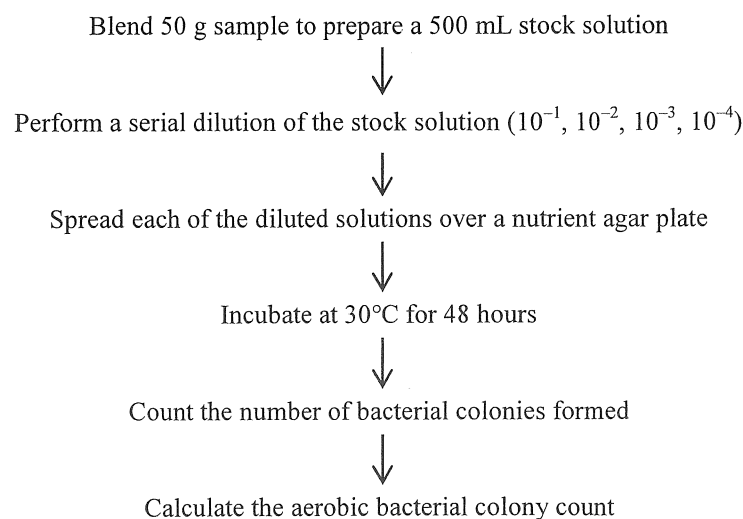 Blend 50 g sample to prepare a 500 mL stock solution
Perform a serial dilution of the stock solution (10⁻¹, 10⁻², 10⁻³, 10⁻⁴)
Spread each of the diluted solutions over a nutrient agar plate
Incubate at 30°C for 48 hours
Count the number of bacterial colonies formed
Calculate the aerobic bacterial colony count